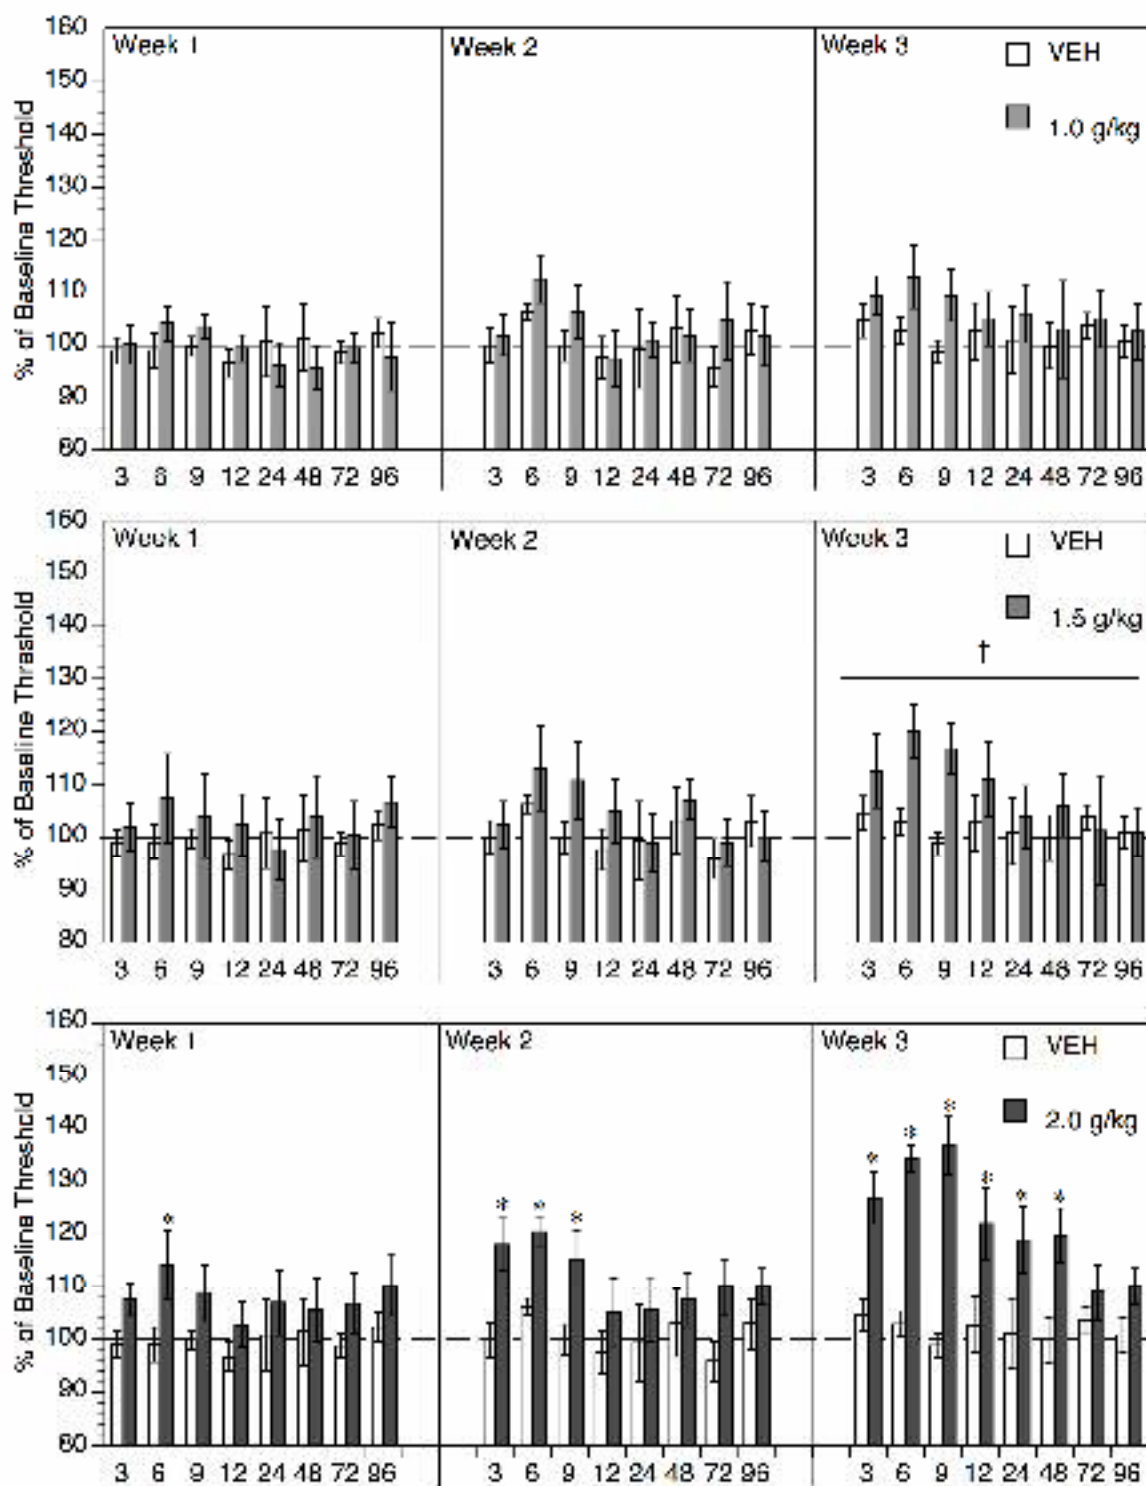 160
Week 1
Week 2
Week 3
VEH
150
1.0 g/kg
140
130
120
110
100
90
80
% of Baseline Threshold
3 6 9 12 24 48 72 96
3 6 9 12 24 48 72 96
3 6 9 12 24 48 72 96
160
Week 1
Week 2
Week 3
VEH
150
1.5 g/kg
140
†
130
120
110
100
90
80
% of Baseline Threshold
3 6 9 12 24 48 72 96
3 6 9 12 24 48 72 96
3 6 9 12 24 48 72 96
160
Week 1
Week 2
Week 3
VEH
150
2.0 g/kg
140
* * * * * *
130
120
*
* * *
110
100
90
80
% of Baseline Threshold
3 6 9 12 24 48 72 96
3 6 9 12 24 48 72 96
3 6 9 12 24 48 72 96